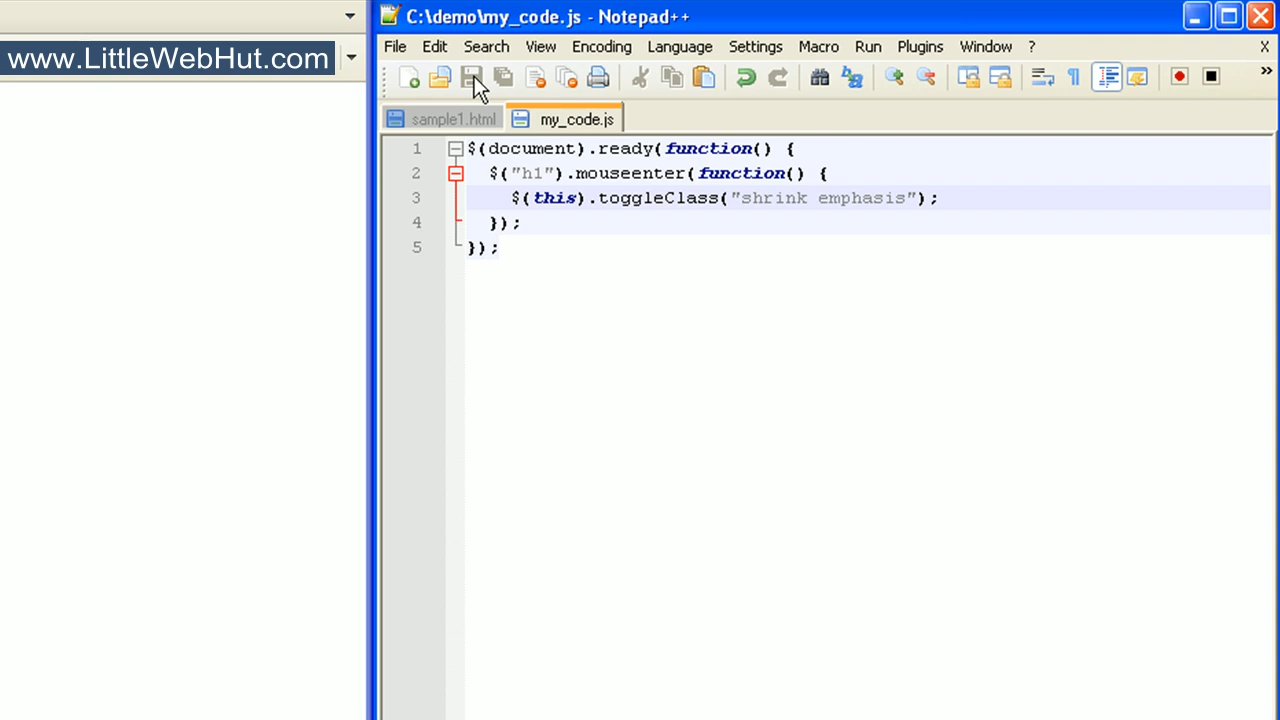 C:\demo\my_code.js - Notepad++
www.LittleWebHut.com
File Edit Search View Encoding Language Settings Macro Run Plugins Window ? X
sample1.html my_code.js
1 $(document).ready(function() {
2 $("h1").mouseenter(function() {
3 $(this).toggleClass("shrink emphasis");
4 });
5 });